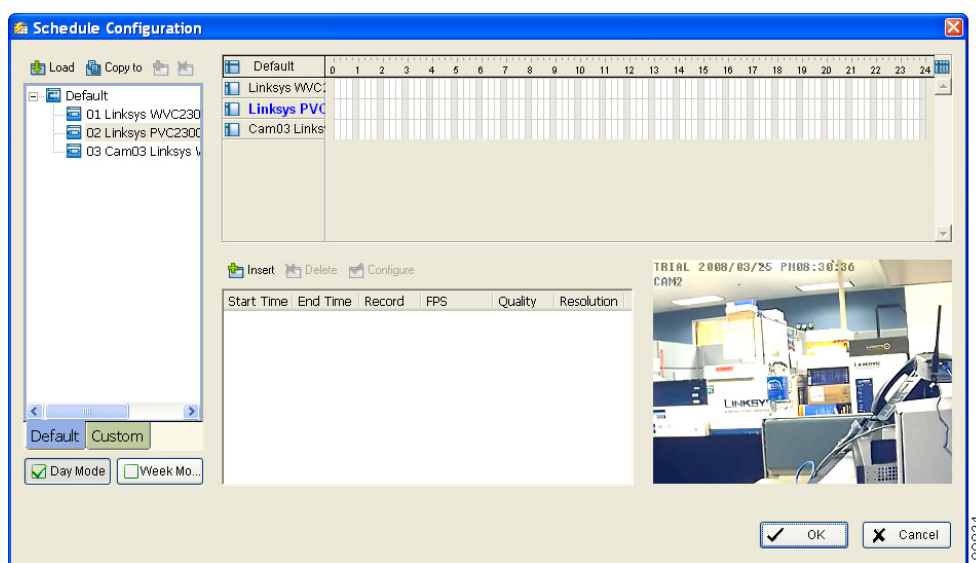 Schedule Configuration
Load Copy to
Default
01 Linksys WVC230
02 Linksys PVC2300
03 Cam03 Linksys
Default Custom
Day Mode Week Mo...
Default 0 1 2 3 4 5 6 7 8 9 10 11 12 13 14 15 16 17 18 19 20 21 22 23 24
Linksys WVC2
Linksys PVC
Cam03 Links
Insert Delete Configure
Start Time End Time Record FPS Quality Resolution
TRIAL 2008/03/25 PM08:30:36
CAM2
LINKSY
OK Cancel